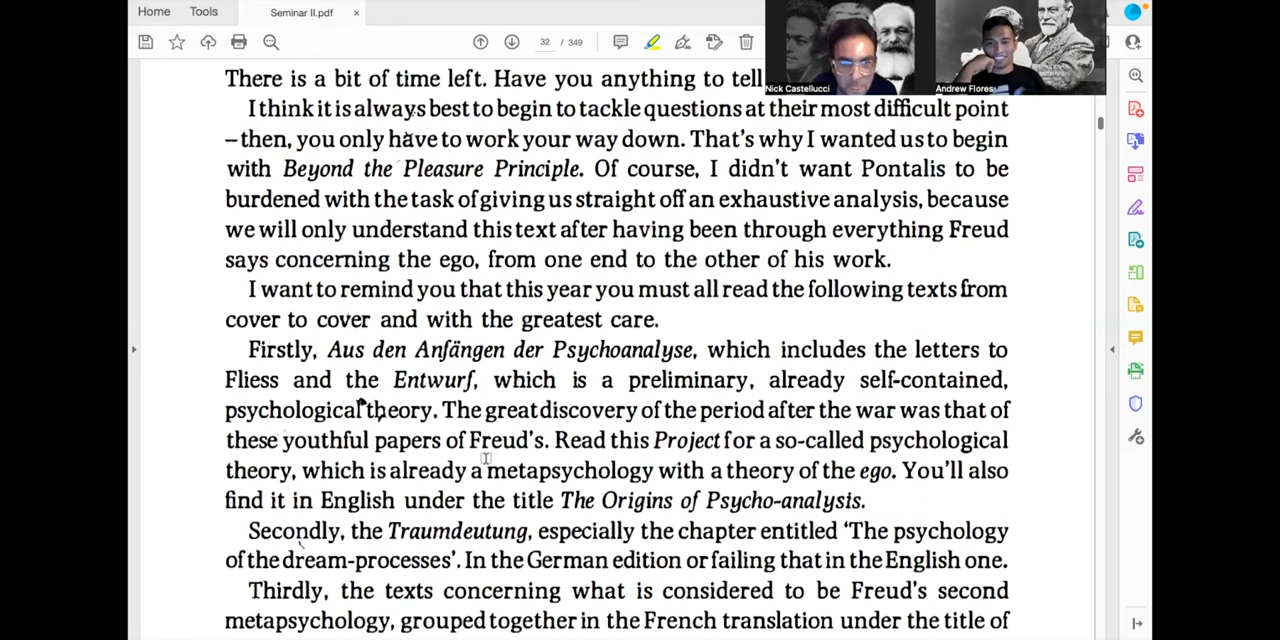 Home
Tools
Seminar II.pdf
×
32 / 349
Nick Castellucci
Andrew Flores
There is a bit of time left. Have you anything to tell
I think it is always best to begin to tackle questions at their most difficult point
– then, you only have to work your way down. That's why I wanted us to begin
with Beyond the Pleasure Principle. Of course, I didn't want Pontalis to be
burdened with the task of giving us straight off an exhaustive analysis, because
we will only understand this text after having been through everything Freud
says concerning the ego, from one end to the other of his work.
I want to remind you that this year you must all read the following texts from
cover to cover and with the greatest care.
Firstly, Aus den Anfängen der Psychoanalyse, which includes the letters to
Fliess and the Entwurf, which is a preliminary, already self-contained,
psychological theory. The great discovery of the period after the war was that of
these youthful papers of Freud's. Read this Project for a so-called psychological
theory, which is already a metapsychology with a theory of the ego. You'll also
find it in English under the title The Origins of Psycho-analysis.
Secondly, the Traumdeutung, especially the chapter entitled 'The psychology
of the dream-processes'. In the German edition or failing that in the English one.
Thirdly, the texts concerning what is considered to be Freud's second
metapsychology, grouped together in the French translation under the title of